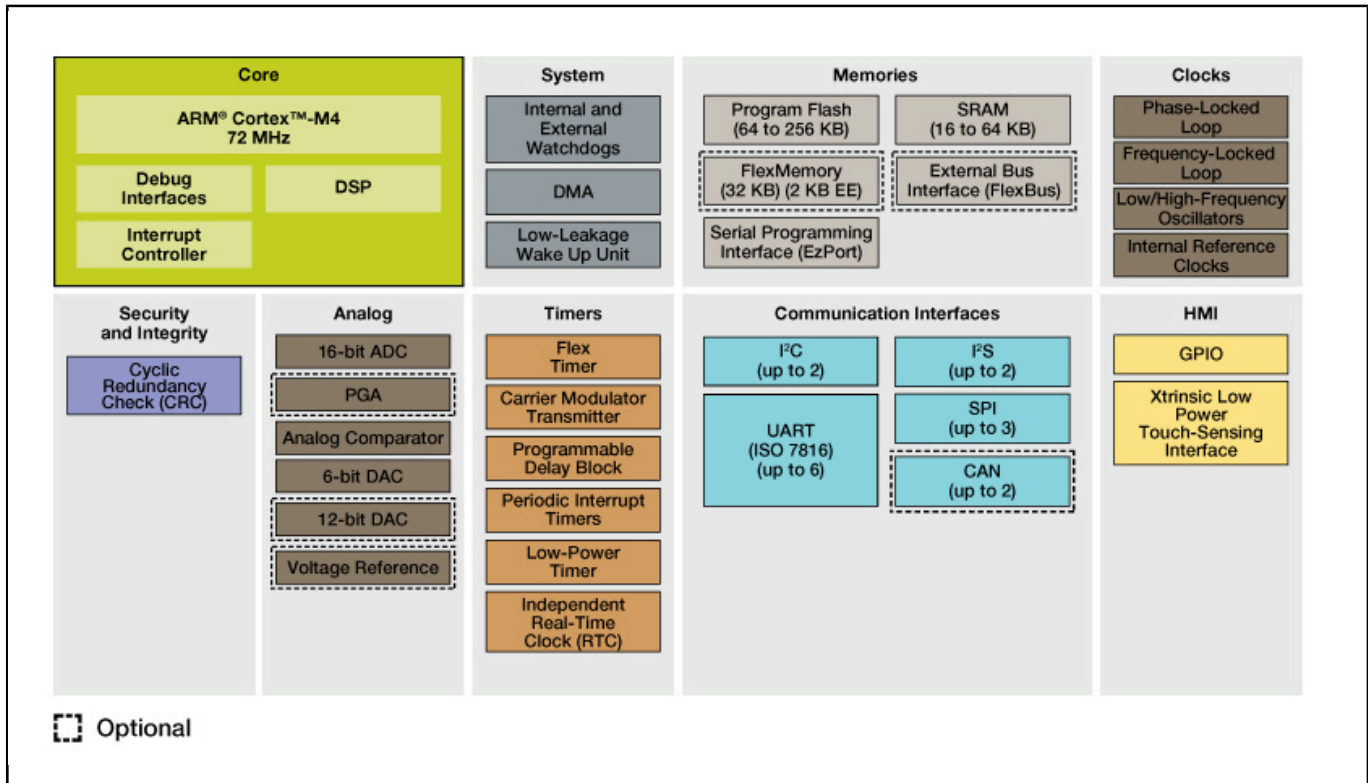 Core
ARM® Cortex™-M4
72 MHz
Debug
Interfaces
DSP
Interrupt
Controller
System
Internal and
External
Watchdogs
DMA
Low-Leakage
Wake Up Unit
Memories
Program Flash
(64 to 256 KB)
SRAM
(16 to 64 KB)
FlexMemory
(32 KB) (2 KB EE)
External Bus
Interface (FlexBus)
Serial Programming
Interface (EzPort)
Clocks
Phase-Locked
Loop
Frequency-Locked
Loop
Low/High-Frequency
Oscillators
Internal Reference
Clocks
Security
and Integrity
Cyclic
Redundancy
Check (CRC)
Analog
16-bit ADC
PGA
Analog Comparator
6-bit DAC
12-bit DAC
Voltage Reference
Timers
Flex
Timer
Carrier Modulator
Transmitter
Programmable
Delay Block
Periodic Interrupt
Timers
Low-Power
Timer
Independent
Real-Time
Clock (RTC)
Communication Interfaces
I²C
(up to 2)
I²S
(up to 2)
UART
(ISO 7816)
(up to 6)
SPI
(up to 3)
CAN
(up to 2)
HMI
GPIO
Xtrinsic Low
Power
Touch-Sensing
Interface
Optional